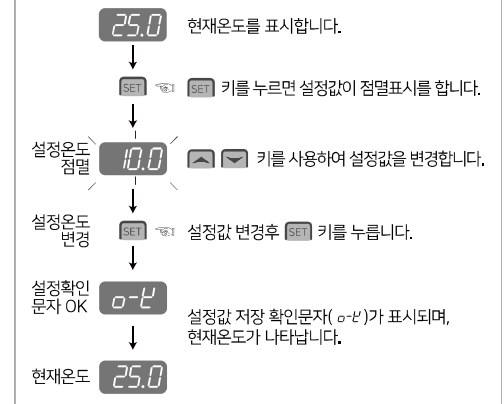 25.0 현재온도를 표시합니다.
SET SET 키를 누르면 설정값이 점멸표시를 합니다.
설정온도
점멸
10.0 키를 사용하여 설정값을 변경합니다.
설정온도
변경
SET 설정값 변경후 SET 키를 누릅니다.
설정확인
문자 OK
o-k
설정값 저장 확인문자( o-k )가 표시되며,
현재온도가 나타납니다.
현재온도 25.0